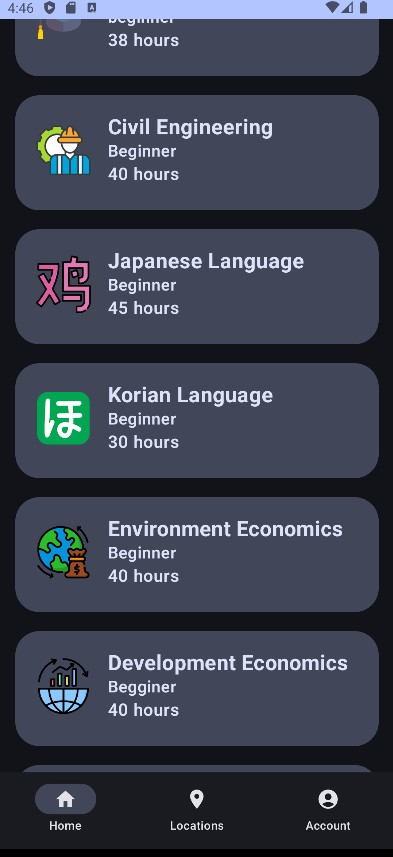 4:46
beginner
38 hours
Civil Engineering
Beginner
40 hours
鸡
Japanese Language
Beginner
45 hours
ほ
Korian Language
Beginner
30 hours
Environment Economics
Beginner
40 hours
Development Economics
Begginer
40 hours
Home
Locations
Account